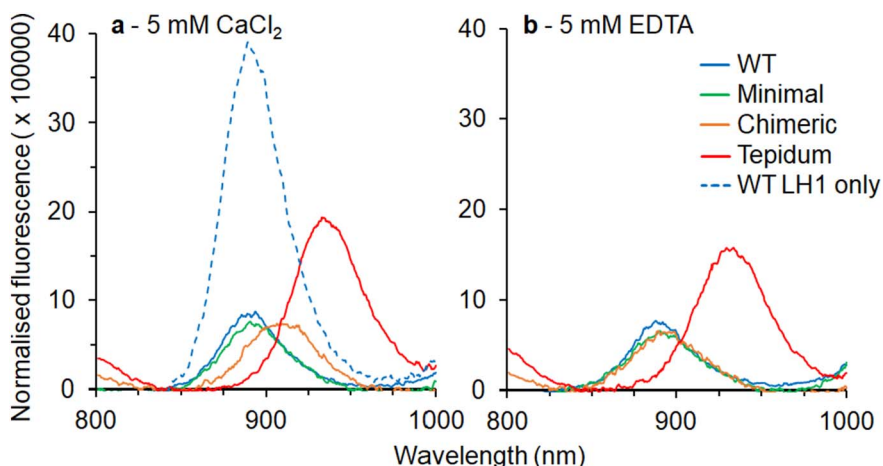 a - 5 mM CaCl₂
b - 5 mM EDTA
Normalised fluorescence ( x 100000)
40
30
20
10
0
800
900
1000
40
30
20
10
0
800
900
1000
WT
Minimal
Chimeric
Tepidum
WT LH1 only
Wavelength (nm)